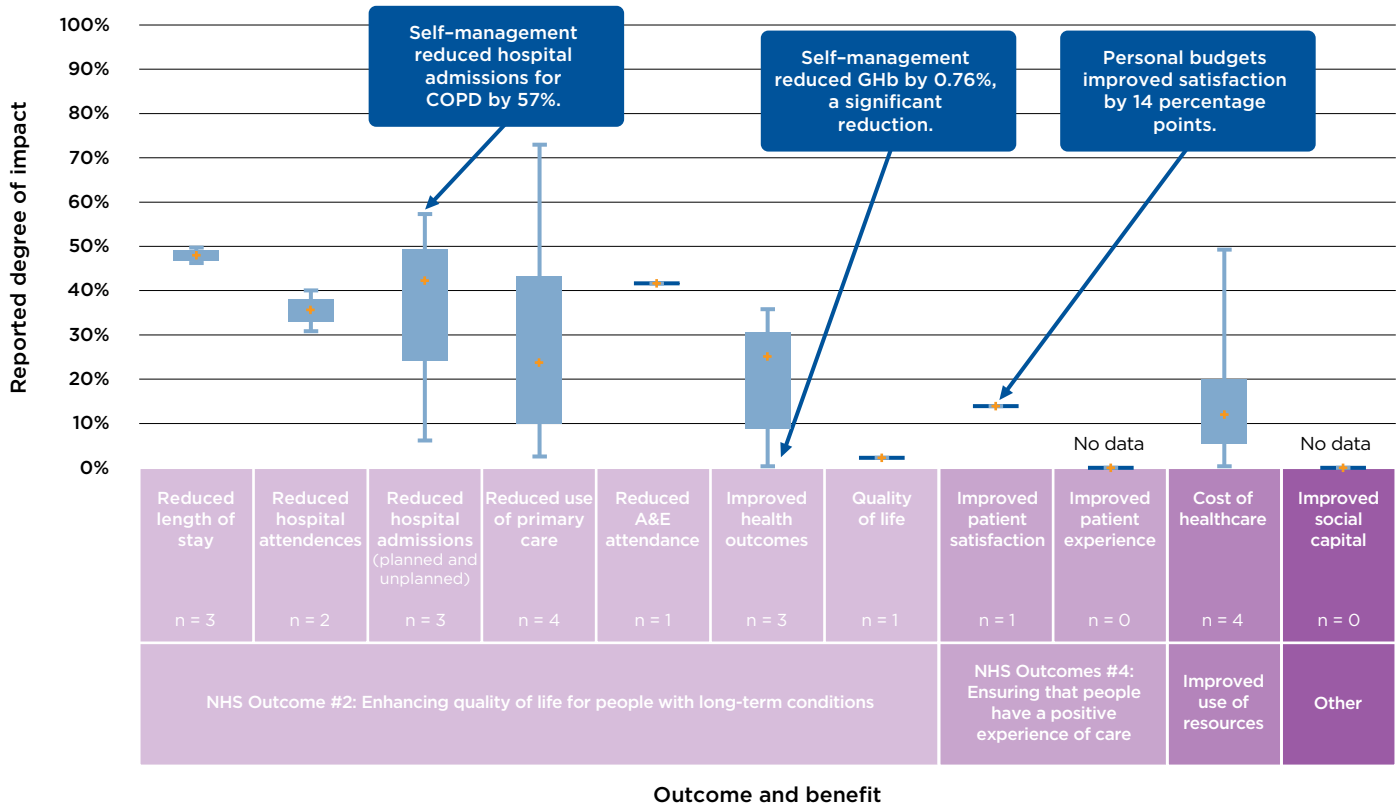 Reported degree of impact
100%
90%
80%
70%
60%
50%
40%
30%
20%
10%
0%
Self–management
reduced hospital
admissions for
COPD by 57%.
Self–management
reduced GHb by 0.76%,
a significant
reduction.
Personal budgets
improved satisfaction
by 14 percentage
points.
No data
No data
Reduced
length of
stay
n = 3
Reduced
hospital
attendences
n = 2
Reduced
hospital
admissions
(planned and
unplanned)
n = 3
Reduced use
of primary
care
n = 4
Reduced
A&E
attendance
n = 1
Improved
health
outcomes
n = 3
Quality
of life
n = 1
Improved
patient
satisfaction
n = 1
Improved
patient
experience
n = 0
Cost of
healthcare
n = 4
Improved
social
capital
n = 0
NHS Outcome #2: Enhancing quality of life for people with long-term conditions
NHS Outcomes #4:
Ensuring that people
have a positive
experience of care
Improved
use of
resources
Other
Outcome and benefit